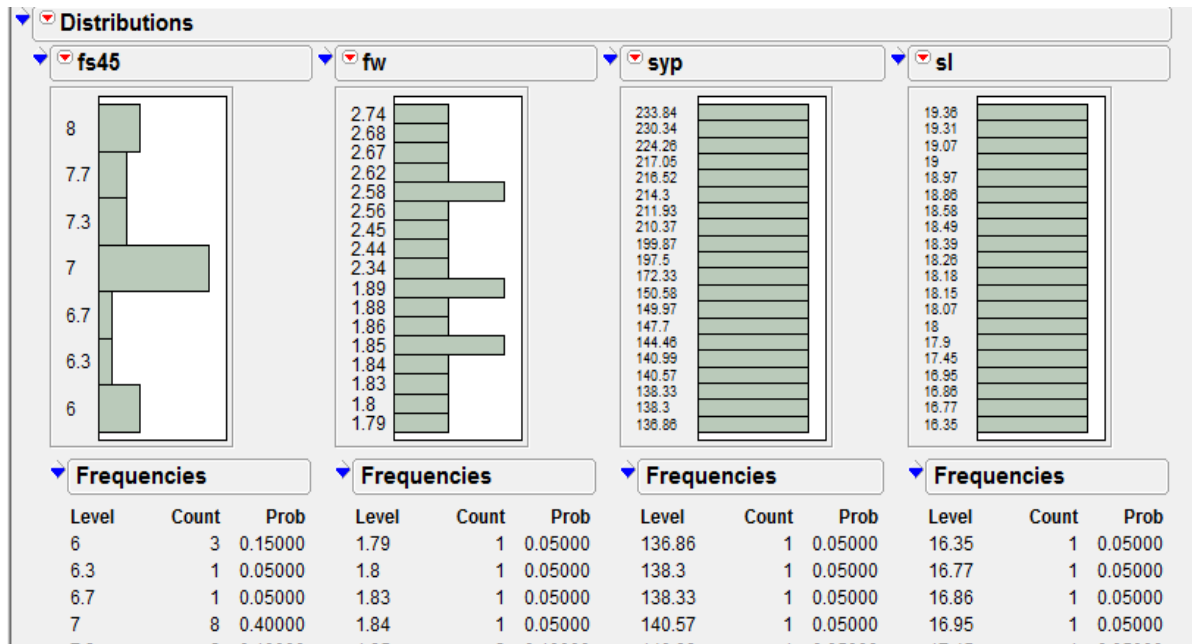 Distributions
fs45
8
7.7
7.3
7
6.7
6.3
6
fw
2.74
2.68
2.67
2.62
2.58
2.56
2.45
2.44
2.34
1.89
1.88
1.86
1.85
1.84
1.83
1.8
1.79
syp
233.84
230.34
224.26
217.05
216.52
214.3
211.93
210.37
199.87
197.5
172.33
150.58
149.97
147.7
144.46
140.99
140.57
138.33
138.3
136.86
sl
19.36
19.31
19.07
19
18.97
18.86
18.58
18.49
18.39
18.26
18.18
18.15
18.07
18
17.9
17.45
16.95
16.86
16.77
16.35
Frequencies
Level Count Prob
6 3 0.15000
6.3 1 0.05000
6.7 1 0.05000
7 8 0.40000
Frequencies
Level Count Prob
1.79 1 0.05000
1.8 1 0.05000
1.83 1 0.05000
1.84 1 0.05000
Frequencies
Level Count Prob
136.86 1 0.05000
138.3 1 0.05000
138.33 1 0.05000
140.57 1 0.05000
Frequencies
Level Count Prob
16.35 1 0.05000
16.77 1 0.05000
16.86 1 0.05000
16.95 1 0.05000